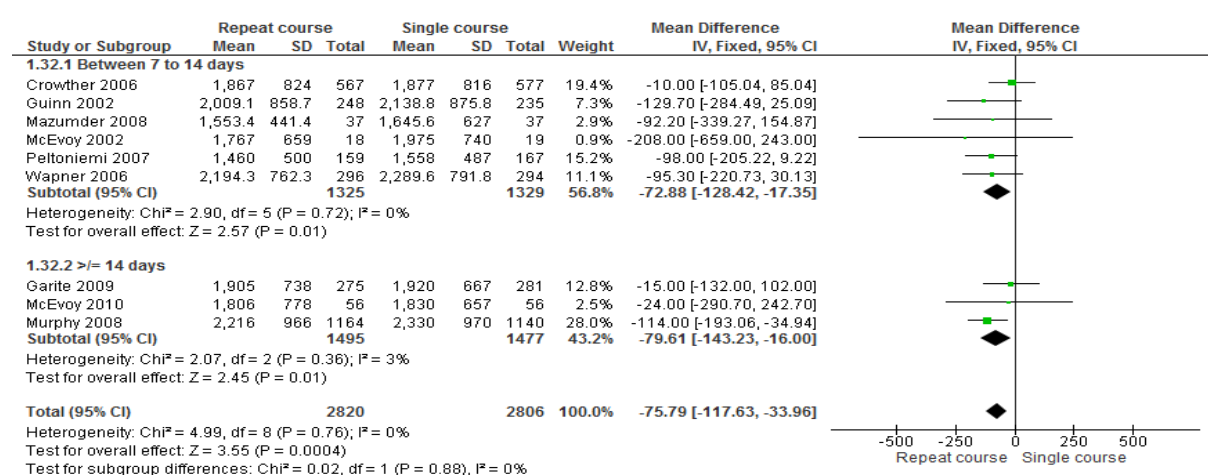 Repeat course Single course Mean Difference Mean Difference
Study or Subgroup Mean SD Total Mean SD Total Weight IV, Fixed, 95% CI IV, Fixed, 95% CI
1.32.1 Between 7 to 14 days
Crowther 2006 1,867 824 567 1,877 816 577 19.4% -10.00 [-105.04, 85.04]
Guinn 2002 2,009.1 858.7 248 2,138.8 875.8 235 7.3% -129.70 [-284.49, 25.09]
Mazumder 2008 1,553.4 441.4 37 1,645.6 627 37 2.9% -92.20 [-339.27, 154.87]
McEvoy 2002 1,767 659 18 1,975 740 19 0.9% -208.00 [-659.00, 243.00]
Peltoniemi 2007 1,460 500 159 1,558 487 167 15.2% -98.00 [-205.22, 9.22]
Wapner 2006 2,194.3 762.3 296 2,289.6 791.8 294 11.1% -95.30 [-220.73, 30.13]
Subtotal (95% CI) 1325 1329 56.8% -72.88 [-128.42, -17.35]
Heterogeneity: Chi² = 2.90, df = 5 (P = 0.72); I² = 0%
Test for overall effect: Z = 2.57 (P = 0.01)
1.32.2 >/= 14 days
Garite 2009 1,905 738 275 1,920 667 281 12.8% -15.00 [-132.00, 102.00]
McEvoy 2010 1,806 778 56 1,830 657 56 2.5% -24.00 [-290.70, 242.70]
Murphy 2008 2,216 966 1164 2,330 970 1140 28.0% -114.00 [-193.06, -34.94]
Subtotal (95% CI) 1495 1477 43.2% -79.61 [-143.23, -16.00]
Heterogeneity: Chi² = 2.07, df = 2 (P = 0.36); I² = 3%
Test for overall effect: Z = 2.45 (P = 0.01)
Total (95% CI) 2820 2806 100.0% -75.79 [-117.63, -33.96]
Heterogeneity: Chi² = 4.99, df = 8 (P = 0.76); I² = 0%
Test for overall effect: Z = 3.55 (P = 0.0004)
Test for subgroup differences: Chi² = 0.02, df = 1 (P = 0.88), I² = 0%
-500 -250 0 250 500
Repeat course Single course